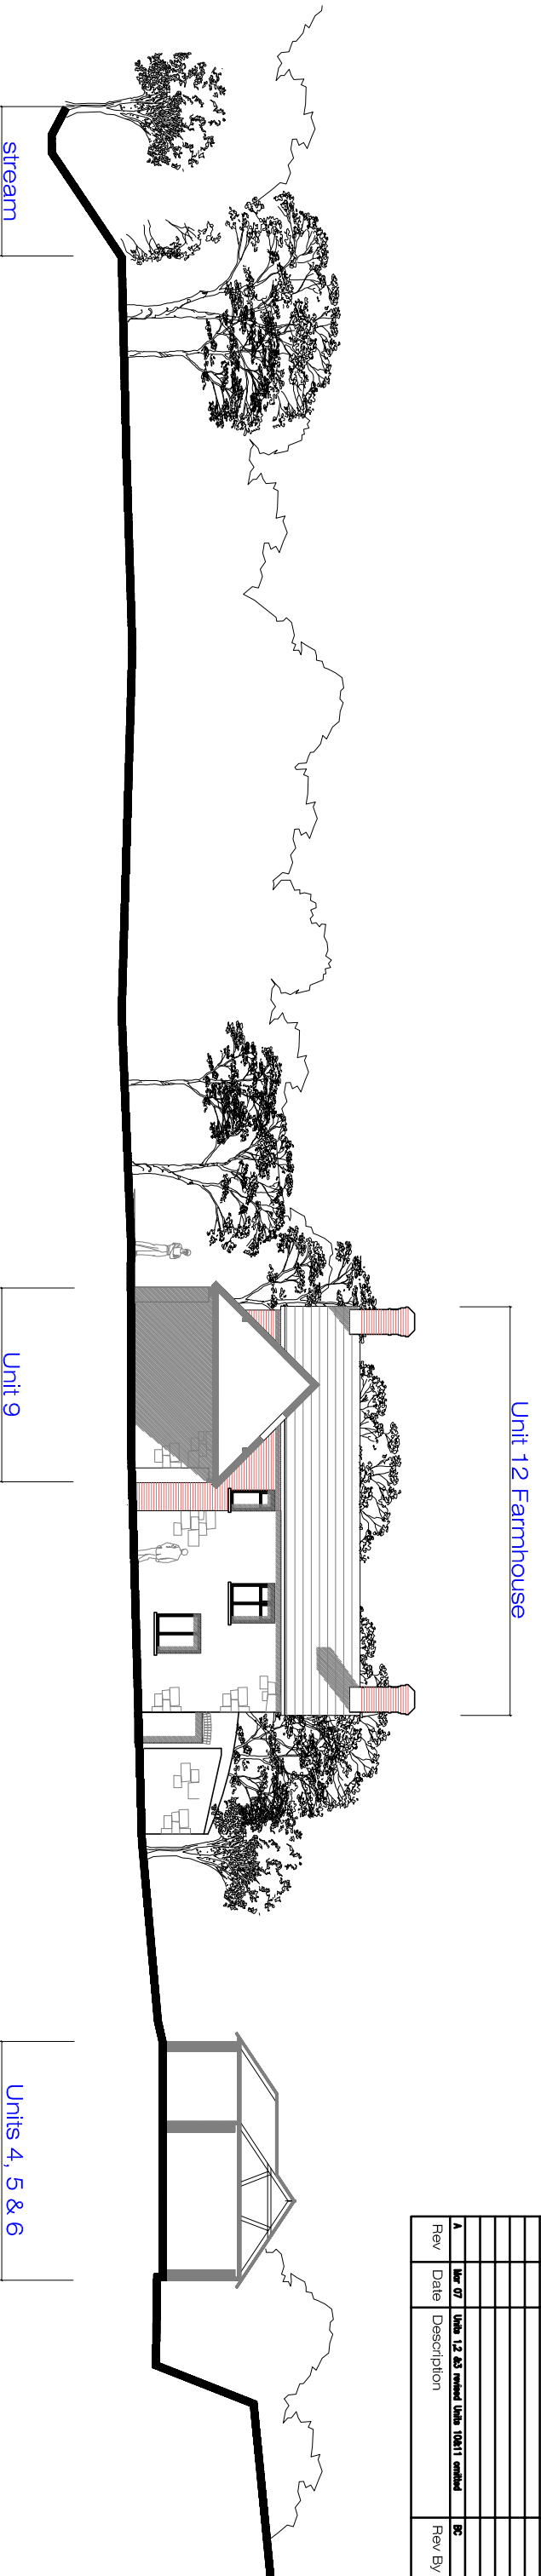 Unit 12 Farmhouse
stream
Unit 9
Units 4, 5 & 6
A Mar 07 Units 1,2 &3 revised Units 10&11 omitted BC
Rev Date Description Rev By